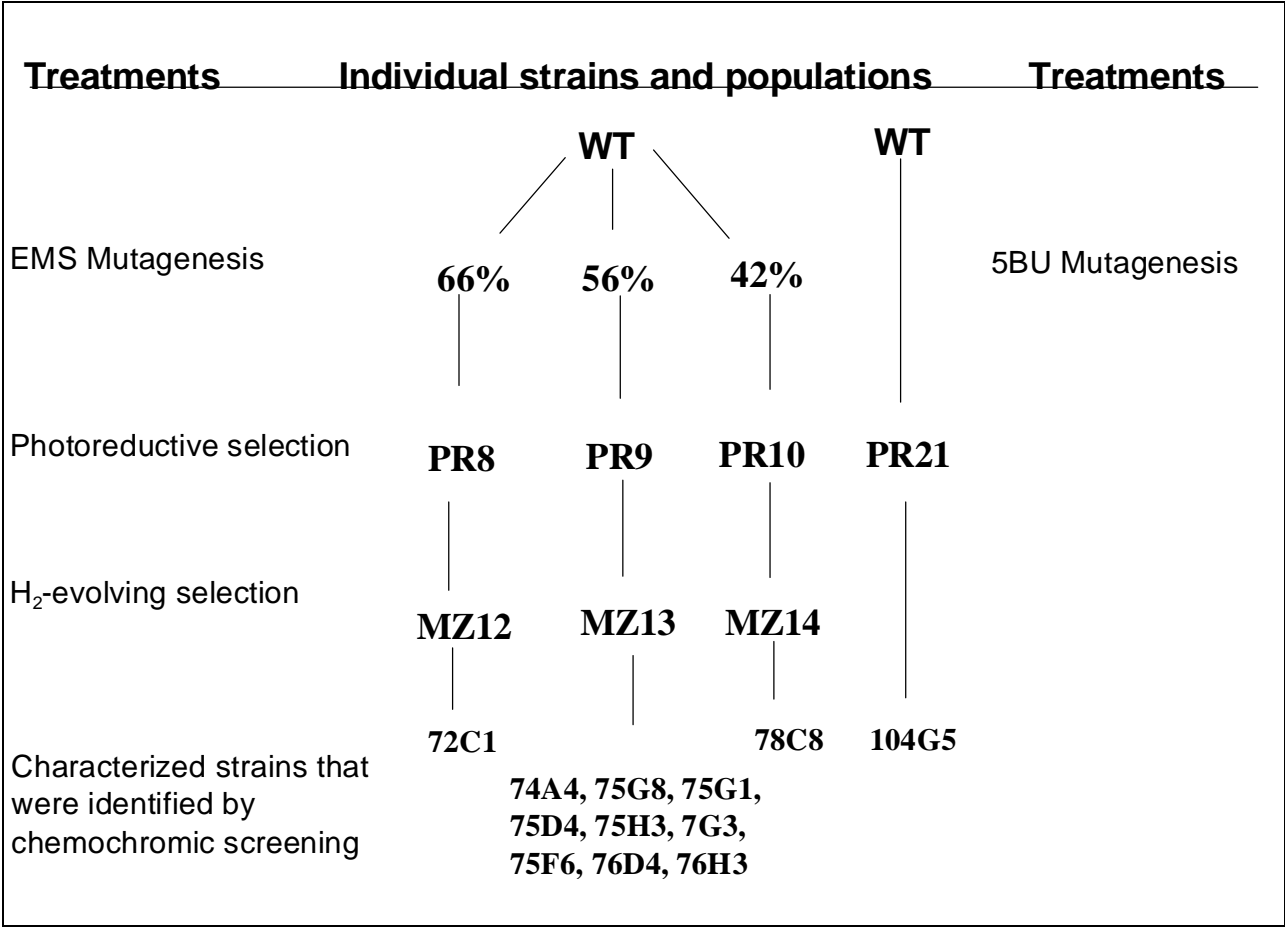 Treatments Individual strains and populations Treatments
WT WT
EMS Mutagenesis 66% 56% 42% 5BU Mutagenesis
Photoreductive selection PR8 PR9 PR10 PR21
H₂-evolving selection MZ12 MZ13 MZ14
72C1 78C8 104G5
Characterized strains that
were identified by
chemochromic screening
74A4, 75G8, 75G1,
75D4, 75H3, 7G3,
75F6, 76D4, 76H3